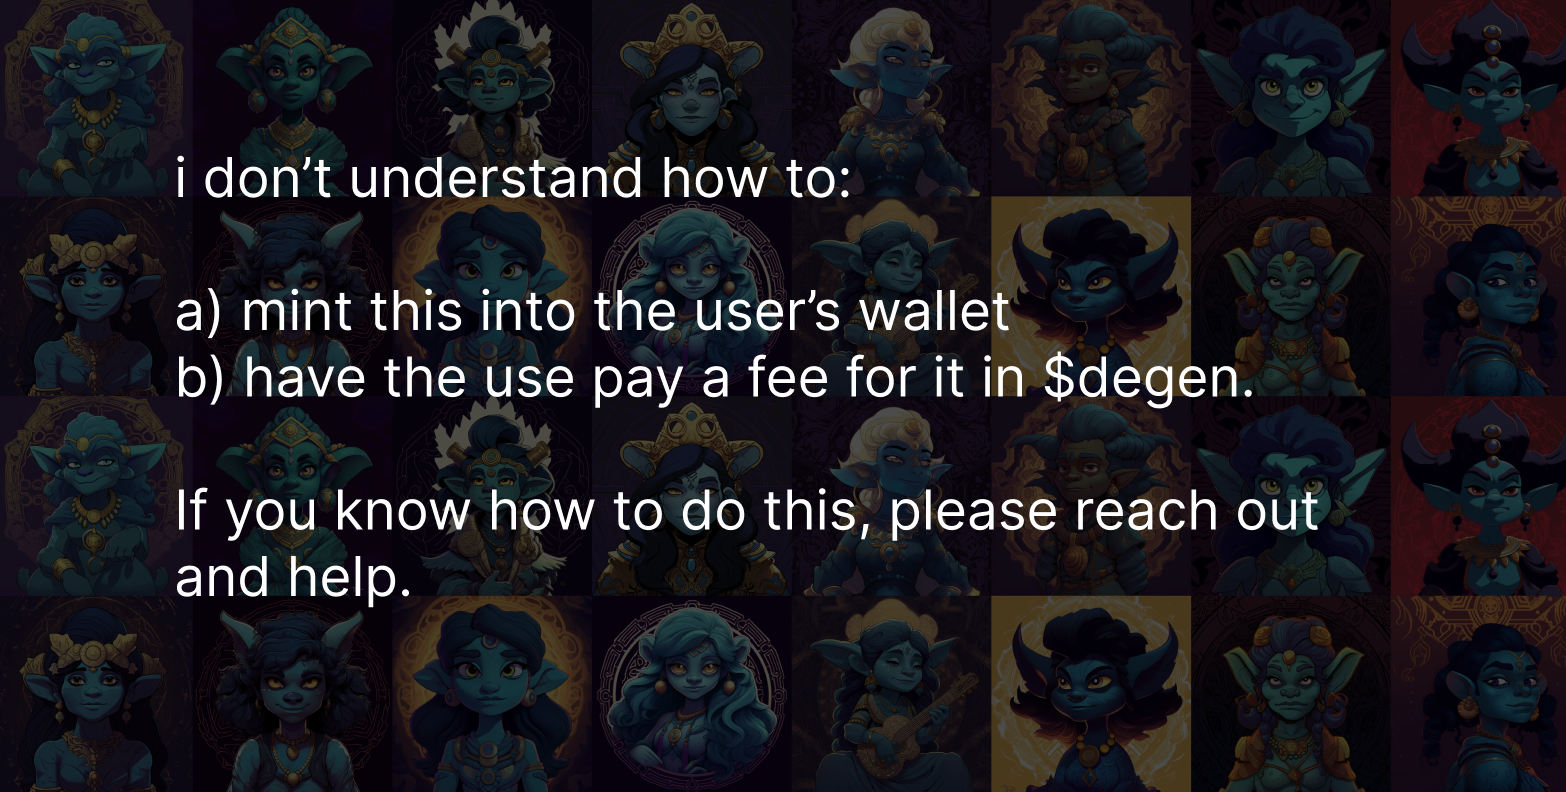 i don’t understand how to:
a) mint this into the user’s wallet
b) have the use pay a fee for it in $degen.
If you know how to do this, please reach out
and help.